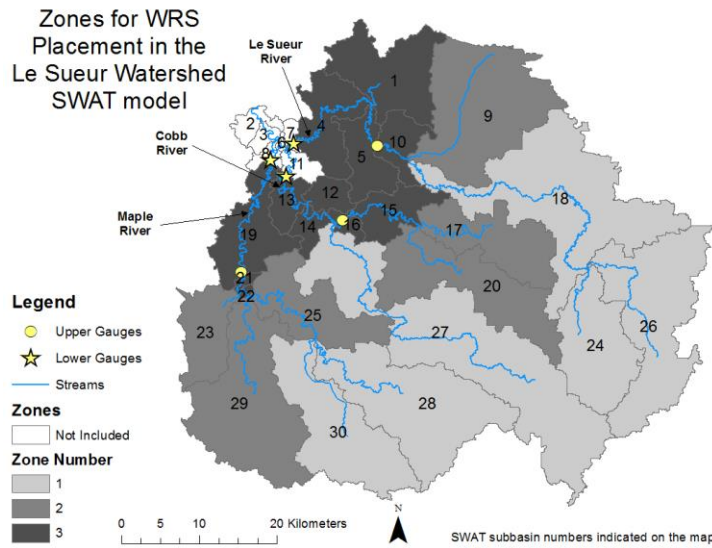 Zones for WRS
Placement in the
Le Sueur Watershed
SWAT model
Le Sueur
River
Cobb
River
Maple
River
1
2
3
4
5
6
7
8
9
10
11
12
13
14
15
16
17
18
19
20
21
22
23
24
25
26
27
28
29
30
Legend
Upper Gauges
Lower Gauges
Streams
Zones
Not Included
Zone Number
1
2
3
0 10 20 Kilometers
N
SWAT subbasin numbers indicated on the map